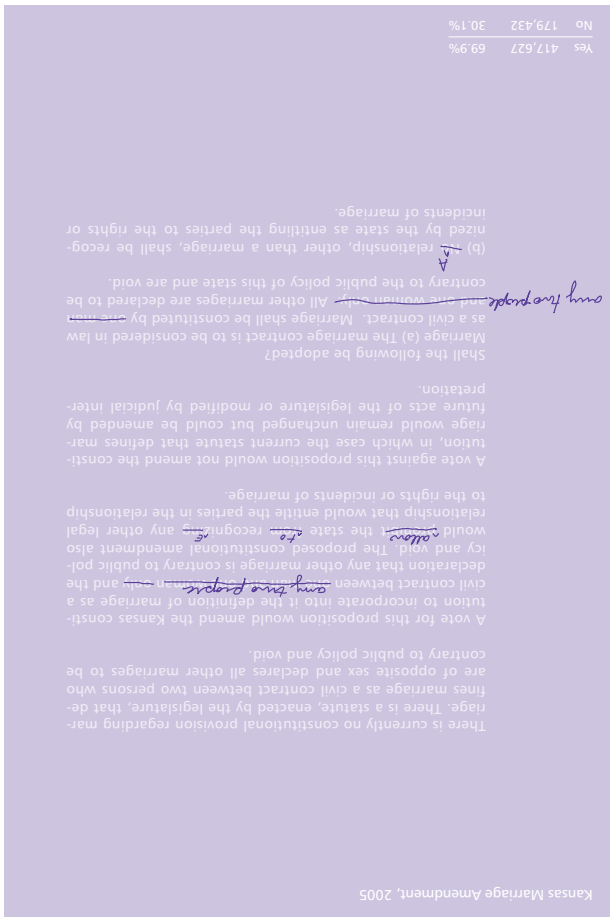 Kansas Marriage Amendment, 2005
There is currently no constitutional provision regarding mar-
riage. There is a statute, enacted by the legislature, that de-
fines marriage as a civil contract between two persons who
are of opposite sex and declares all other marriages to be
contrary to public policy and void.
A vote for this proposition would amend the Kansas consti-
tution to incorporate into it the definition of marriage as a
any two people
civil contract between one man and one woman only and the
declaration that any other marriage is contrary to public pol-
icy and void. The proposed constitutional amendment also
allow to E
would prohibit the state from recognizing any other legal
relationship that would entitle the parties in the relationship
to the rights or incidents of marriage.
A vote against this proposition would not amend the consti-
tution, in which case the current statute that defines mar-
riage would remain unchanged but could be amended by
future acts of the legislature or modified by judicial inter-
pretation.
Shall the following be adopted?
Marriage (a) The marriage contract is to be considered in law
as a civil contract. Marriage shall be constituted by one man
any two people
and one woman only. All other marriages are declared to be
contrary to the public policy of this state and are void.
A
(b) No relationship, other than a marriage, shall be recog-
nized by the state as entitling the parties to the rights or
incidents of marriage.
Yes 417,627 69.9%
No 179,432 30.1%